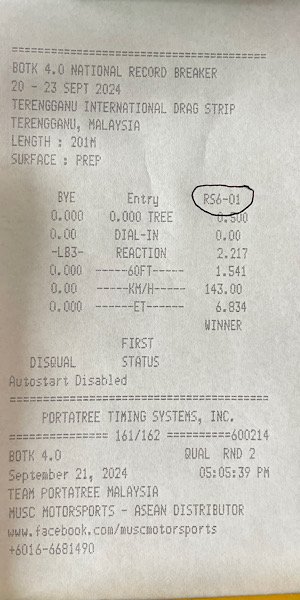 ==========================================
BOTK 4.0 NATIONAL RECORD BREAKER
20 - 23 SEPT 2024
TERENGGANU INTERNATIONAL DRAG STRIP
TERENGGANU, MALAYSIA
LENGTH : 201M
SURFACE : PREP
BYE Entry RS6-01
0.000 0.000 TREE 0.500
0.00 DIAL-IN 0.00
-LB3- REACTION 2.217
0.000 ------60FT------ 1.541
0.00 -----KM/H------ 143.00
0.000 ------ET------- 6.834
WINNER
FIRST
DISQUAL STATUS
Autostart Disabled
==========================================
PORTATREE TIMING SYSTEMS, INC.
================ 161/162 ==========600214
BOTK 4.0 QUAL RND 2
September 21, 2024 05:05:39 PM
TEAM PORTATREE MALAYSIA
MUSC MOTORSPORTS - ASEAN DISTRIBUTOR
www.facebook.com/muscmotorsports
+6016-6681490